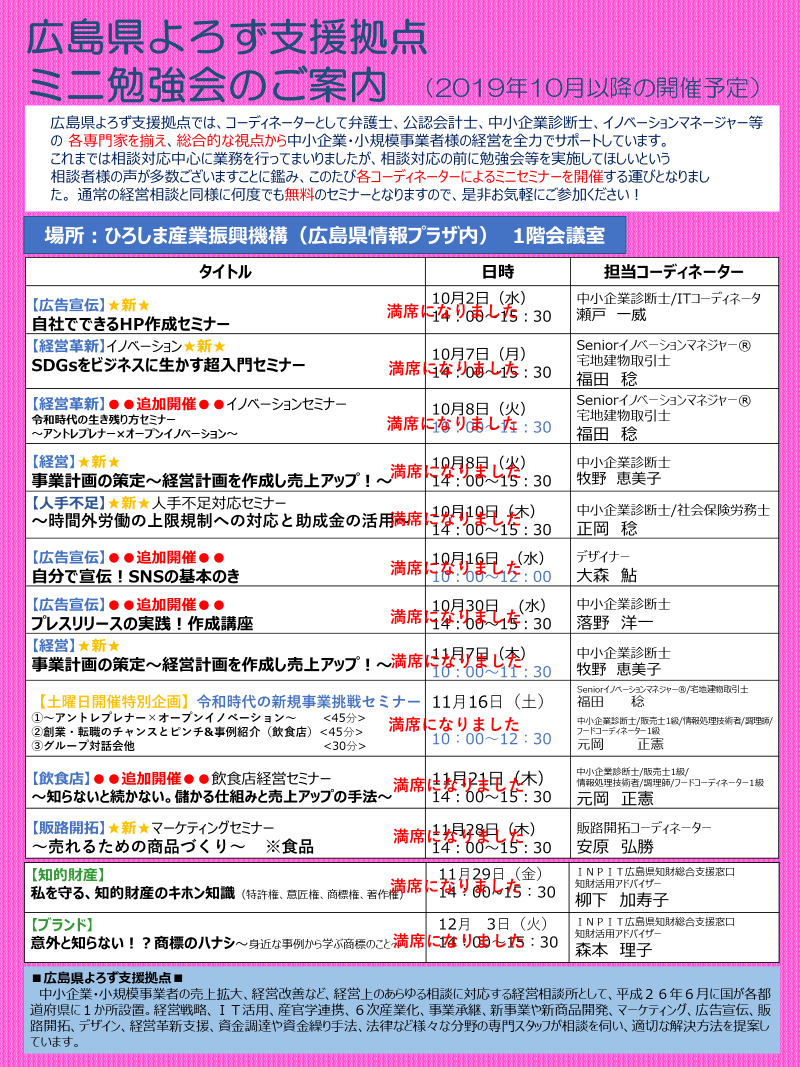 広島県よろず支援拠点
ミニ勉強会のご案内 （2019年10月以降の開催予定）
広島県よろず支援拠点では、コーディネーターとして弁護士、公認会計士、中小企業診断士、イノベーションマネージャー等
の 各専門家を揃え、総合的な視点から中小企業・小規模事業者様の経営を全力でサポートしています。
これまでは相談対応中心に業務を行ってまいりましたが、相談対応の前に勉強会等を実施してほしいという
相談者様の声が多数ございますことに鑑み、このたび各コーディネーターによるミニセミナーを開催する運びとなりまし
た。通常の経営相談と同様に何度でも無料のセミナーとなりますので、是非お気軽にご参加ください！
場所：ひろしま産業振興機構（広島県情報プラザ内） 1階会議室
タイトル 日時 担当コーディネーター
【広告宣伝】★新★
自社でできるHP作成セミナー
10月2日（水）
14：00～15：30
満席になりました
中小企業診断士/ITコーディネータ
瀬戸 一威
【経営革新】イノベーション★新★
SDGsをビジネスに生かす超入門セミナー
10月7日（月）
14：00～15：30
満席になりました
Seniorイノベーションマネジャー®
宅地建物取引士
福田 稔
【経営革新】●●追加開催●●イノベーションセミナー
令和時代の生き残り方セミナー
～アントレプレナー×オープンイノベーション～
10月8日（火）
10：00～11：30
満席になりました
Seniorイノベーションマネジャー®
宅地建物取引士
福田 稔
【経営】★新★
事業計画の策定～経営計画を作成し売上アップ！～
10月8日（火）
14：00～15：30
満席になりました
中小企業診断士
牧野 恵美子
【人手不足】★新★人手不足対応セミナー
～時間外労働の上限規制への対応と助成金の活用～
10月10日（木）
14：00～15：30
満席になりました
中小企業診断士/社会保険労務士
正岡 稔
【広告宣伝】●●追加開催●●
自分で宣伝！SNSの基本のき
10月16日 （水）
10：00～12：00
満席になりました
デザイナー
大森 鮎
【広告宣伝】●●追加開催●●
プレスリリースの実践！作成講座
10月30日 （水）
14：00～15：30
満席になりました
中小企業診断士
落野 洋一
【経営】★新★
事業計画の策定～経営計画を作成し売上アップ！～
11月7日（木）
10：00～11：30
満席になりました
中小企業診断士
牧野 恵美子
【土曜日開催特別企画】令和時代の新規事業挑戦セミナー
①～アントレプレナー×オープンイノベーション～ <45分>
②創業・転職のチャンスとピンチ&事例紹介（飲食店） <45分>
③グループ対話会他 <30分>
11月16日（土）
10：00～12：30
満席になりました
Seniorイノベーションマネジャー®/宅地建物取引士
福田 稔
中小企業診断士/販売士1級/情報処理技術者/調理師/
フードコーディネーター1級
元岡 正憲
【飲食店】●●追加開催●●飲食店経営セミナー
～知らないと続かない。儲かる仕組みと売上アップの手法～
11月21日（木）
14：00～15：30
満席になりました
中小企業診断士/販売士1級/
情報処理技術者/調理師/フードコーディネーター1級
元岡 正憲
【販路開拓】★新★マーケティングセミナー
～売れるための商品づくり～ ※食品
11月28日（木）
14：00～15：30
満席になりました
販路開拓コーディネーター
安原 弘勝
【知的財産】
私を守る、知的財産のキホン知識（特許権、意匠権、商標権、著作権）
11月29日（金）
14：00～15：30
満席になりました
ＩＮＰＩＴ広島県知財総合支援窓口
知財活用アドバイザー
柳下 加寿子
【ブランド】
意外と知らない！？商標のハナシ～身近な事例から学ぶ商標のこと～
12月 3日（火）
14：00～15：30
満席になりました
ＩＮＰＩＴ広島県知財総合支援窓口
知財活用アドバイザー
森本 理子
■広島県よろず支援拠点■
中小企業・小規模事業者の売上拡大、経営改善など、経営上のあらゆる相談に対応する経営相談所として、平成２６年６月に国が各都
道府県に１か所設置。経営戦略、ＩＴ活用、産官学連携、６次産業化、事業承継、新事業や新商品開発、マーケティング、広告宣伝、販
路開拓、デザイン、経営革新支援、資金調達や資金繰り手法、法律など様々な分野の専門スタッフが相談を伺い、適切な解決方法を提案し
ています。